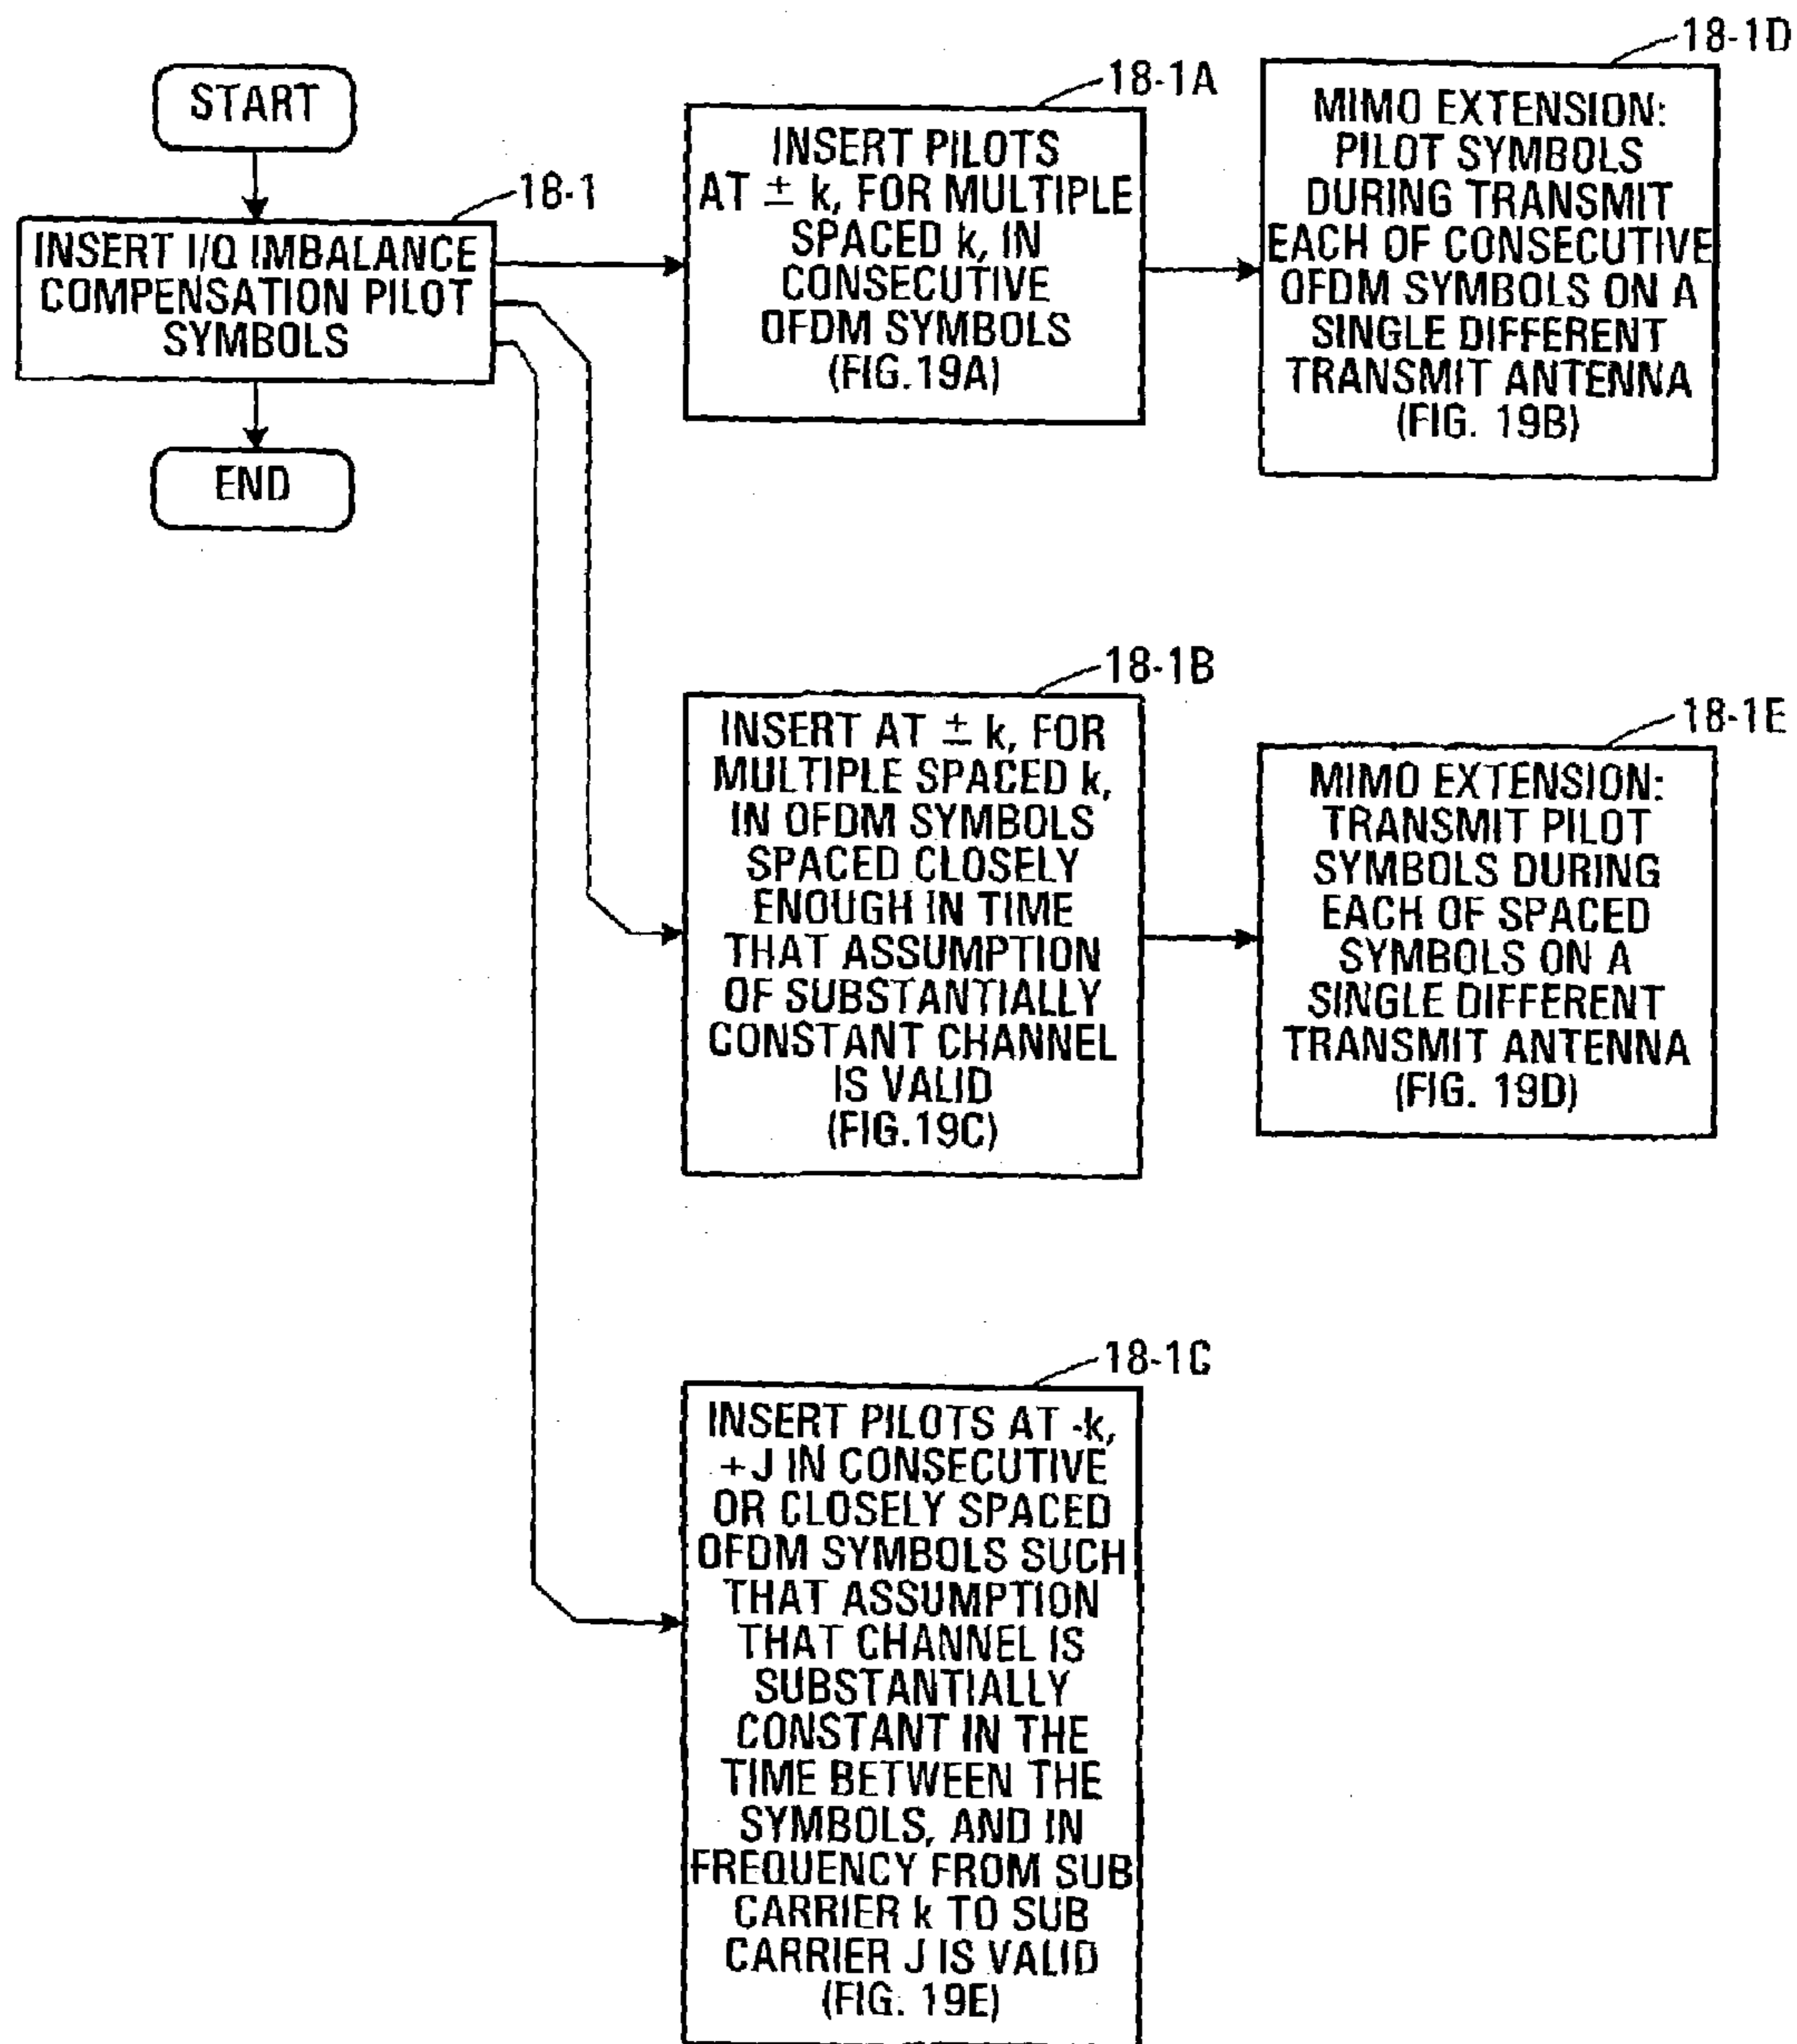 START
18-1
INSERT I/Q IMBALANCE
COMPENSATION PILOT
SYMBOLS
END
18-1A
INSERT PILOTS
AT ± k, FOR MULTIPLE
SPACED k, IN
CONSECUTIVE
OFDM SYMBOLS
(FIG.19A)
18-1D
MIMO EXTENSION:
PILOT SYMBOLS
DURING TRANSMIT
EACH OF CONSECUTIVE
OFDM SYMBOLS ON A
SINGLE DIFFERENT
TRANSMIT ANTENNA
(FIG. 19B)
18-1B
INSERT AT ± k, FOR
MULTIPLE SPACED k,
IN OFDM SYMBOLS
SPACED CLOSELY
ENOUGH IN TIME
THAT ASSUMPTION
OF SUBSTANTIALLY
CONSTANT CHANNEL
IS VALID
(FIG.19C)
18-1E
MIMO EXTENSION:
TRANSMIT PILOT
SYMBOLS DURING
EACH OF SPACED
SYMBOLS ON A
SINGLE DIFFERENT
TRANSMIT ANTENNA
(FIG. 19D)
18-1C
INSERT PILOTS AT -k,
+J IN CONSECUTIVE
OR CLOSELY SPACED
OFDM SYMBOLS SUCH
THAT ASSUMPTION
THAT CHANNEL IS
SUBSTANTIALLY
CONSTANT IN THE
TIME BETWEEN THE
SYMBOLS, AND IN
FREQUENCY FROM SUB
CARRIER k TO SUB
CARRIER J IS VALID
(FIG. 19E)